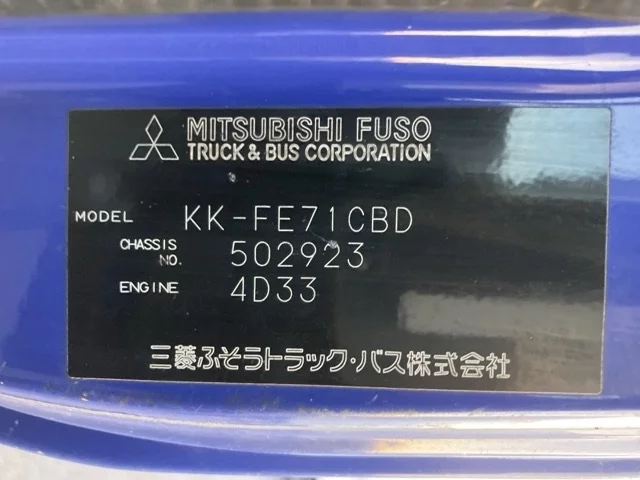 MITSUBISHI FUSO
TRUCK & BUS CORPORATION
MODEL KK-FE71CBD
CHASSIS NO. 502923
ENGINE 4D33
三菱ふそうトラック・バス株式会社